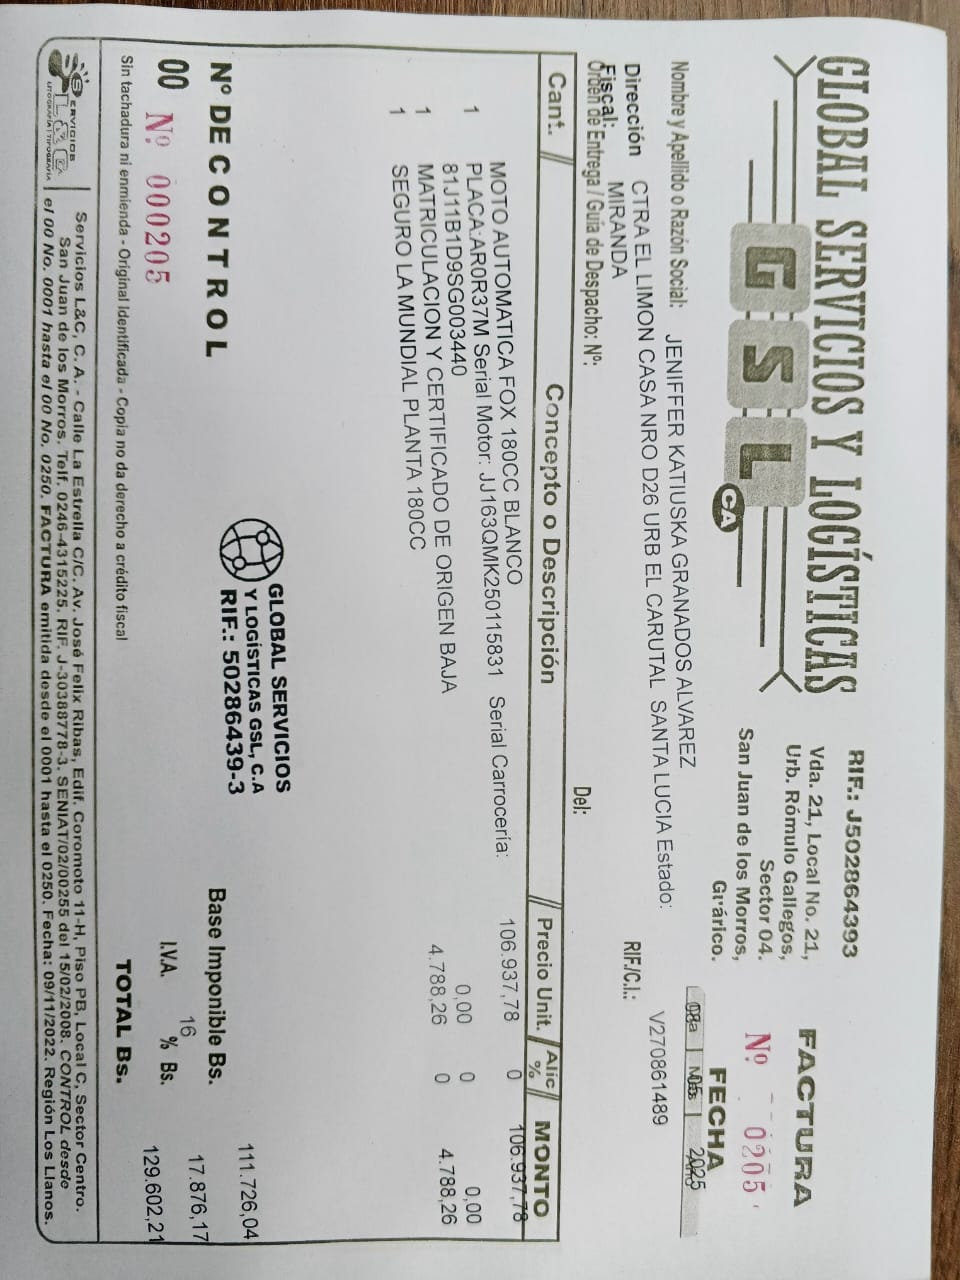 GLOBAL SERVICIOS Y LOGÍSTICAS
GSL
CA
RIF.: J502864393
Vda. 21, Local No. 21,
Urb. Rómulo Gallegos,
Sector 04.
San Juan de los Morros,
Guárico.
FACTURA
Nº 0205
FECHA
08 05 2025
Nombre y Apellido o Razón Social: JENIFFER KATIUSKA GRANADOS ALVAREZ
RIF/C.I.: V270861489
Dirección Fiscal: CTRA EL LIMON CASA NRO D26 URB EL CARUTAL SANTA LUCIA Estado:
MIRANDA
Orden de Entrega / Guía de Despacho: Nº: Del:
Cant. Concepto o Descripción Precio Unit. Alic % MONTO
1 MOTO AUTOMATICA FOX 180CC BLANCO 106.937,78 0 106.937,78
PLACA:AR0R37M Serial Motor: JJ163QMK250115831 Serial Carrocería:
81J11B1D9SG003440
1 MATRICULACION Y CERTIFICADO DE ORIGEN BAJA 0,00 0 0,00
1 SEGURO LA MUNDIAL PLANTA 180CC 4.788,26 0 4.788,26
GLOBAL SERVICIOS
Y LOGÍSTICAS GSL, C.A
RIF.: 50286439-3
Nº DE CONTROL
00 Nº 000205
Base Imponible Bs. 111.726,04
I.V.A. 16 % Bs. 17.876,17
TOTAL Bs. 129.602,21
Sin tachadura ni enmienda - Original Identificada - Copia no da derecho a crédito fiscal
SERVICIOS
L&C
LITOGRAFIA | TIPOGRAFIA
Servicios L&C, C. A. - Calle La Estrella C/C. Av. José Felix Ribas, Edif. Coromoto 11-H, Piso PB, Local C, Sector Centro.
San Juan de los Morros. Telf. 0246-4315225. RIF. J-30388778-3. SENIAT/02/00255 del 15/02/2008. CONTROL desde
el 00 No. 0001 hasta el 00 No. 0250. FACTURA emitida desde el 0001 hasta el 0250. Fecha: 09/11/2022. Región Los Llanos.